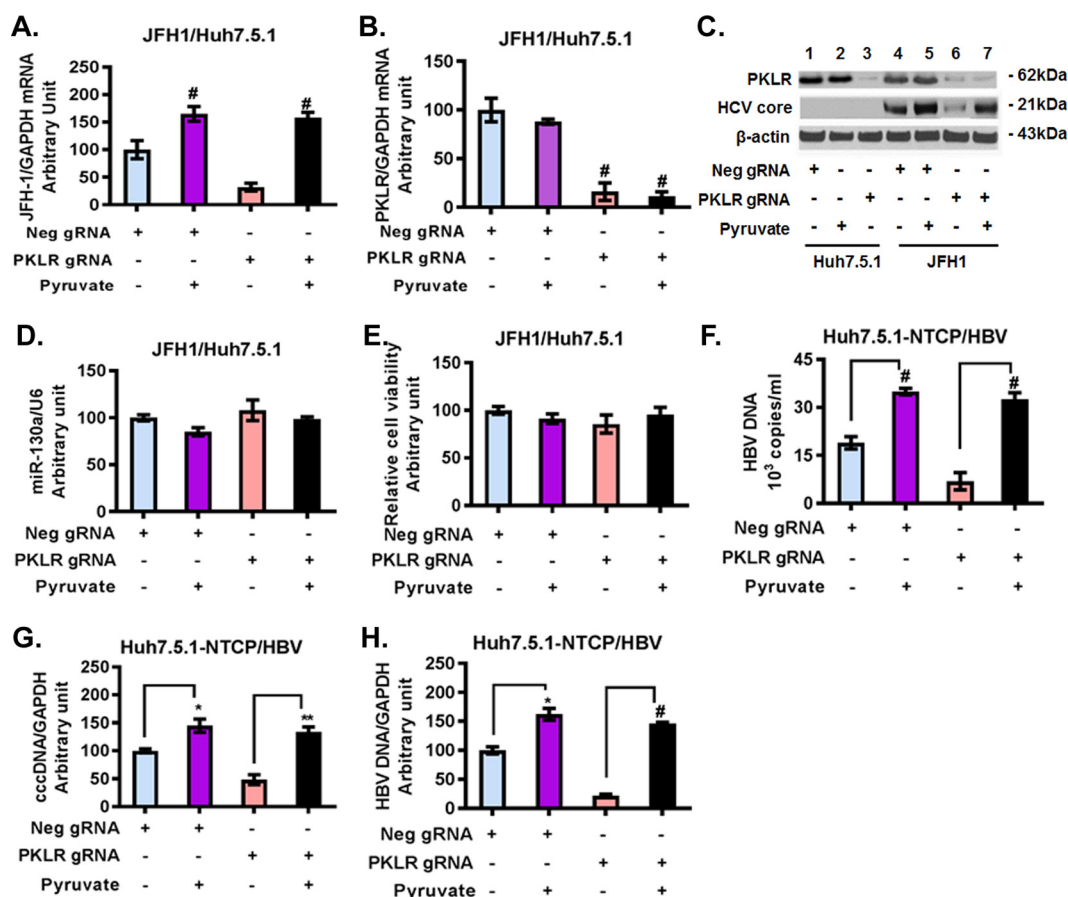 A.
JFH1/Huh7.5.1
JFH-1/GAPDH mRNA
Arbitrary Unit
250
200
150
100
50
0
#
#
Neg gRNA + + - -
PKLR gRNA - - + +
Pyruvate - + - +
B.
JFH1/Huh7.5.1
PKLR/GAPDH mRNA
Arbitrary unit
150
100
50
0
#
#
Neg gRNA + + - -
PKLR gRNA - - + +
Pyruvate - + - +
C.
1 2 3 4 5 6 7
PKLR - 62kDa
HCV core - 21kDa
β-actin - 43kDa
Neg gRNA + + - + + - -
PKLR gRNA - - + - - + +
Pyruvate - + - - + - +
Huh7.5.1 JFH1
D.
JFH1/Huh7.5.1
miR-130a/U6
Arbitrary unit
150
100
50
0
Neg gRNA + + - -
PKLR gRNA - - + +
Pyruvate - + - +
E.
JFH1/Huh7.5.1
Relative cell viability
Arbitrary unit
150
100
50
0
Neg gRNA + + - -
PKLR gRNA - - + +
Pyruvate - + - +
F.
Huh7.5.1-NTCP/HBV
HBV DNA
10³ copies/ml
45
30
15
0
#
#
Neg gRNA + + - -
PKLR gRNA - - + +
Pyruvate - + - +
G.
Huh7.5.1-NTCP/HBV
cccDNA/GAPDH
Arbitrary unit
250
200
150
100
50
0
*
**
Neg gRNA + + - -
PKLR gRNA - - + +
Pyruvate - + - +
H.
Huh7.5.1-NTCP/HBV
HBV DNA/GAPDH
Arbitrary unit
250
200
150
100
50
0
*
#
Neg gRNA + + - -
PKLR gRNA - - + +
Pyruvate - + - +